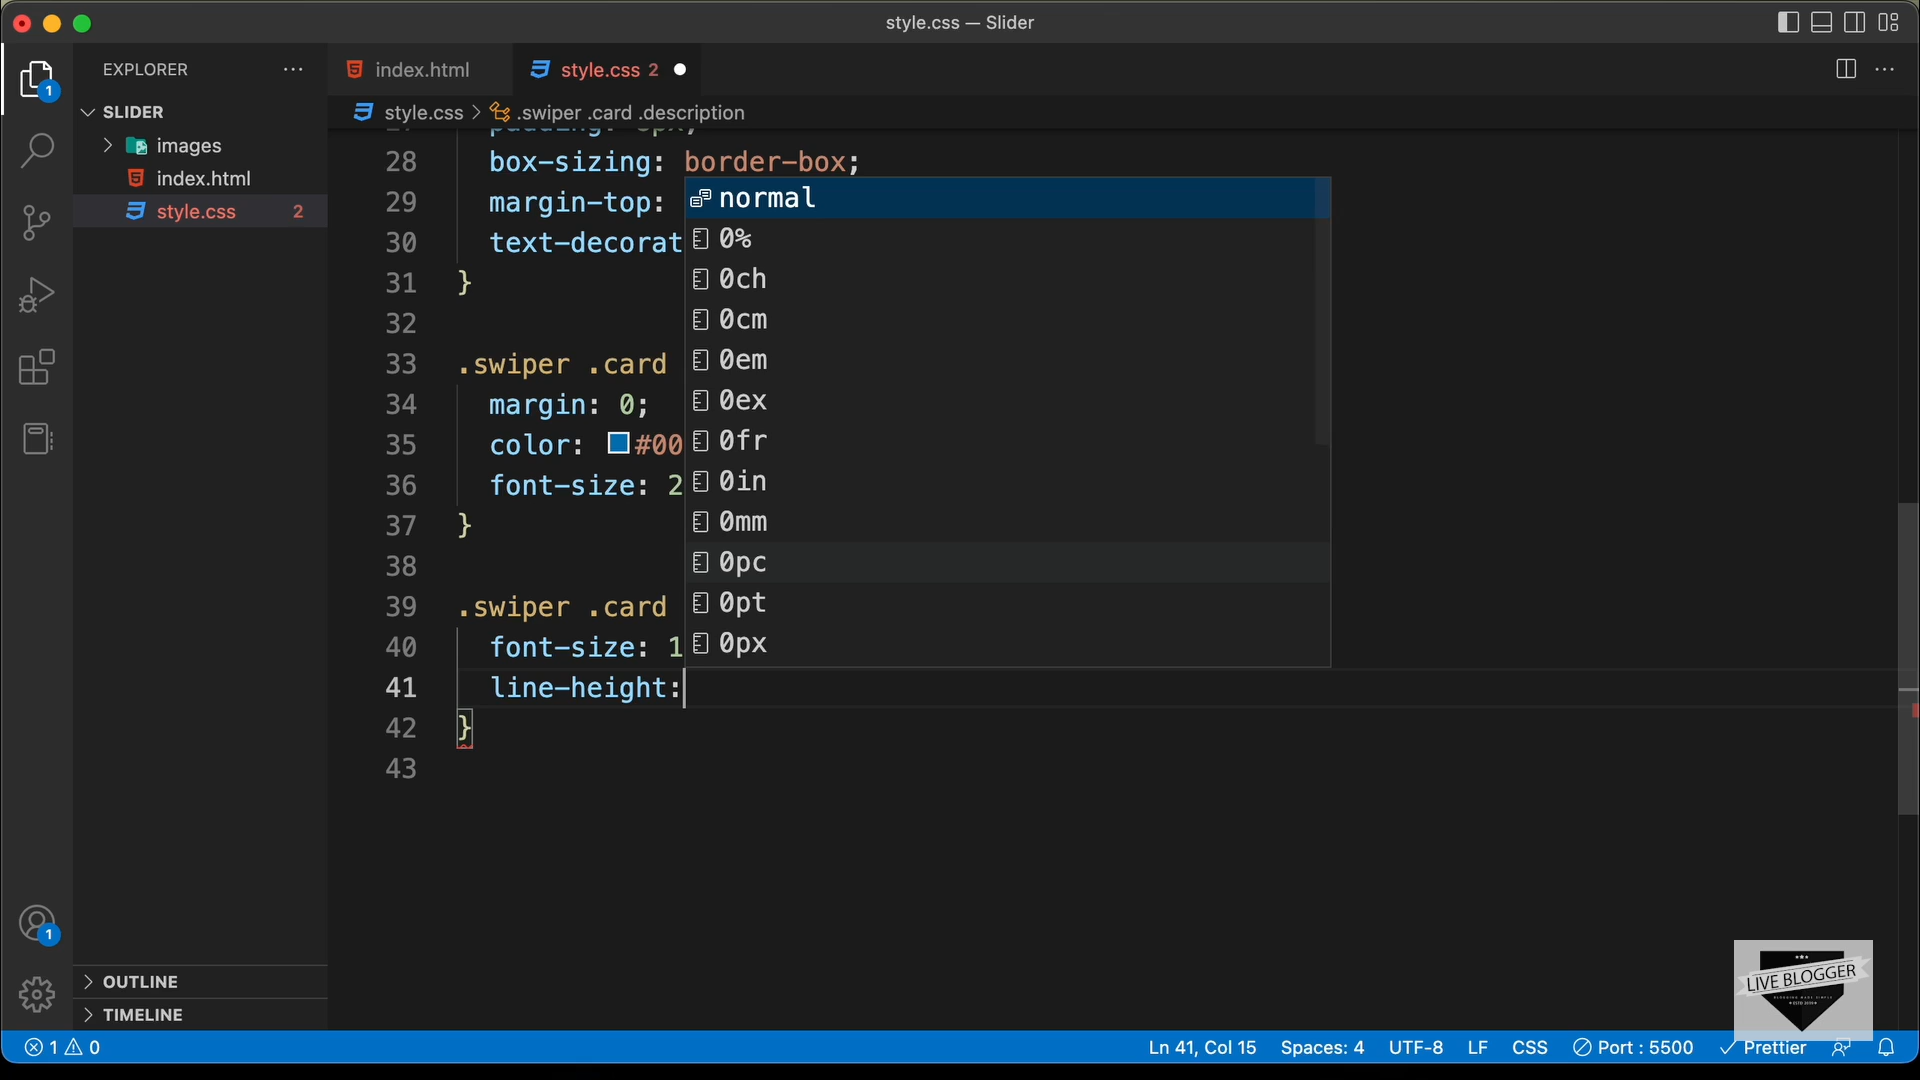 style.css — Slider
EXPLORER
1
SLIDER
images
index.html
style.css 2
index.html
style.css 2
style.css > .swiper .card .description
28 box-sizing: border-box;
29 margin-top:
30 text-decorat
31 }
32
33 .swiper .card
34 margin: 0;
35 color: #00
36 font-size: 2
37 }
38
39 .swiper .card
40 font-size: 1
41 line-height:
42 }
43
normal
0%
0ch
0cm
0em
0ex
0fr
0in
0mm
0pc
0pt
0px
1
OUTLINE
TIMELINE
LIVE BLOGGER
1 0
Ln 41, Col 15
Spaces: 4
UTF-8
LF
CSS
Port : 5500
Prettier